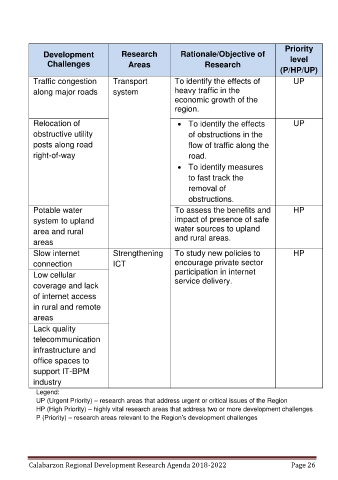 Development
Challenges
Research
Areas
Rationale/Objective of
Research
Priority
level
(P/HP/UP)
Traffic congestion
along major roads
Transport
system
To identify the effects of
heavy traffic in the
economic growth of the
region.
UP
Relocation of
obstructive utility
posts along road
right-of-way
• To identify the effects
of obstructions in the
flow of traffic along the
road.
• To identify measures
to fast track the
removal of
obstructions.
UP
Potable water
system to upland
area and rural
areas
To assess the benefits and
impact of presence of safe
water sources to upland
and rural areas.
HP
Slow internet
connection
Strengthening
ICT
To study new policies to
encourage private sector
participation in internet
service delivery.
HP
Low cellular
coverage and lack
of internet access
in rural and remote
areas
Lack quality
telecommunication
infrastructure and
office spaces to
support IT-BPM
industry
Legend:
UP (Urgent Priority) – research areas that address urgent or critical issues of the Region
HP (High Priority) – highly vital research areas that address two or more development challenges
P (Priority) – research areas relevant to the Region's development challenges
Calabarzon Regional Development Research Agenda 2018-2022 Page 26